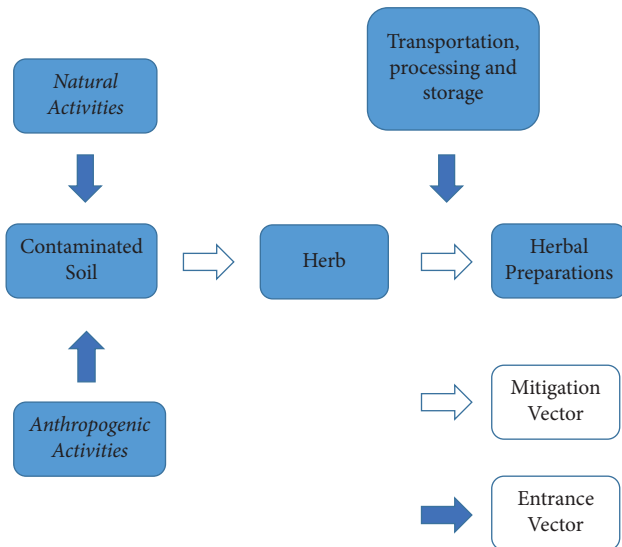 Natural
Activities
Transportation,
processing and
storage
Contaminated
Soil
Herb
Herbal
Preparations
Anthropogenic
Activities
Mitigation
Vector
Entrance
Vector